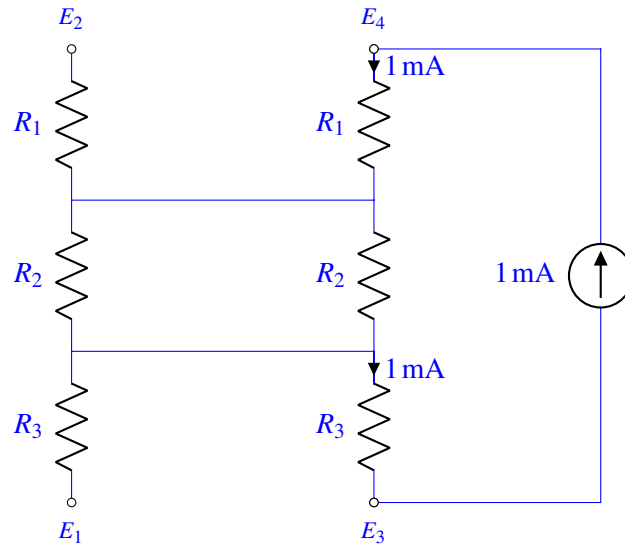 E₂ E₄
1 mA
R₁ R₁
R₂ R₂ 1 mA
1 mA
R₃ R₃
E₁ E₃